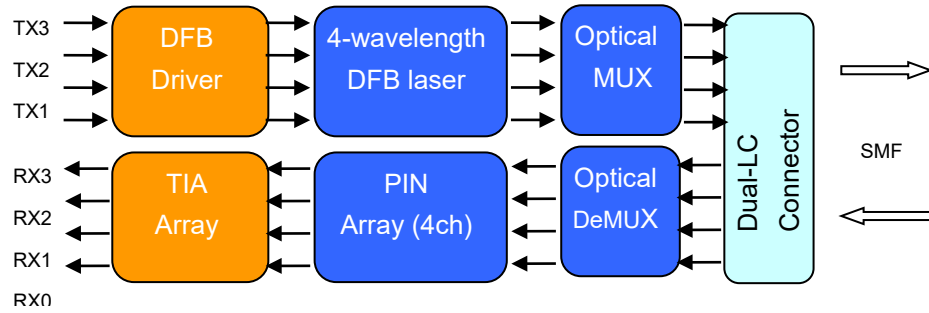 TX3
TX2
TX1
DFB
Driver
4-wavelength
DFB laser
Optical
MUX
Dual-LC
Connector
SMF
RX3
RX2
RX1
RX0
TIA
Array
PIN
Array (4ch)
Optical
DeMUX